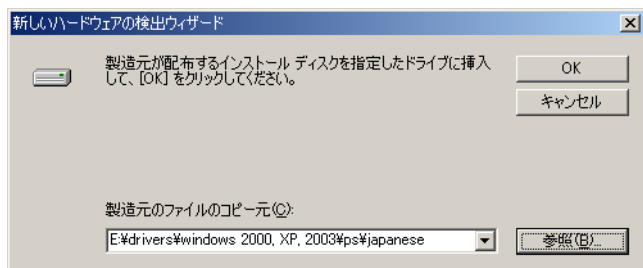 新しいハードウェアの検出ウィザード
製造元が配布するインストール ディスクを指定したドライブに挿入
して、[OK] をクリックしてください。
OK
キャンセル
製造元のファイルのコピー元(C):
E:¥drivers¥windows 2000, XP, 2003¥ps¥japanese
参照(B)...